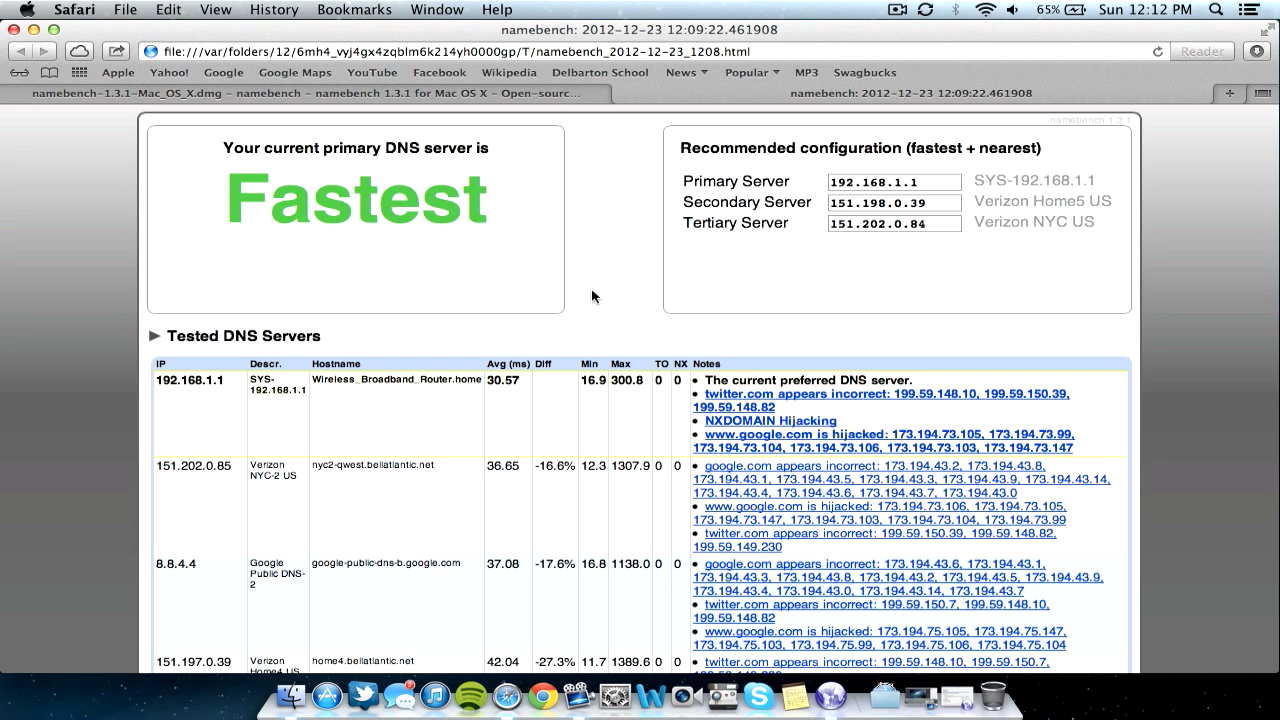 Safari File Edit View History Bookmarks Window Help 65% Sun 12:12 PM
namebench: 2012-12-23 12:09:22.461908
file:///var/folders/12/6mh4_vyj4gx4zqblm6k214yh0000gp/T/namebench_2012-12-23_1208.html Reader
Apple Yahoo! Google Google Maps YouTube Facebook Wikipedia Delbarton School News Popular MP3 Swagbucks
namebench-1.3.1-Mac_OS_X.dmg – namebench – namebench 1.3.1 for Mac OS X – Open-sourc... namebench: 2012-12-23 12:09:22.461908
namebench 1.3.1
Your current primary DNS server is
Fastest
Recommended configuration (fastest + nearest)
Primary Server 192.168.1.1 SYS-192.168.1.1
Secondary Server 151.198.0.39 Verizon Home5 US
Tertiary Server 151.202.0.84 Verizon NYC US
Tested DNS Servers
IP Descr. Hostname Avg (ms) Diff Min Max TO NX Notes
192.168.1.1 SYS- Wireless_Broadband_Router.home 30.57 16.9 300.8 0 0 • The current preferred DNS server.
192.168.1.1 • twitter.com appears incorrect: 199.59.148.10, 199.59.150.39,
199.59.148.82
• NXDOMAIN Hijacking
• www.google.com is hijacked: 173.194.73.105, 173.194.73.99,
173.194.73.104, 173.194.73.106, 173.194.73.103, 173.194.73.147
151.202.0.85 Verizon nyc2-qwest.bellatlantic.net 36.65 -16.6% 12.3 1307.9 0 0 • google.com appears incorrect: 173.194.43.2, 173.194.43.8,
NYC-2 US 173.194.43.1, 173.194.43.5, 173.194.43.3, 173.194.43.9, 173.194.43.14,
173.194.43.4, 173.194.43.6, 173.194.43.7, 173.194.43.0
• www.google.com is hijacked: 173.194.73.106, 173.194.73.105,
173.194.73.147, 173.194.73.103, 173.194.73.104, 173.194.73.99
• twitter.com appears incorrect: 199.59.150.39, 199.59.148.82,
199.59.149.230
8.8.4.4 Google google-public-dns-b.google.com 37.08 -17.6% 16.8 1138.0 0 0 • google.com appears incorrect: 173.194.43.6, 173.194.43.1,
Public DNS- 173.194.43.3, 173.194.43.8, 173.194.43.2, 173.194.43.5, 173.194.43.9,
2 173.194.43.4, 173.194.43.0, 173.194.43.14, 173.194.43.7
• twitter.com appears incorrect: 199.59.150.7, 199.59.148.10,
199.59.148.82
• www.google.com is hijacked: 173.194.75.105, 173.194.75.147,
173.194.75.103, 173.194.75.99, 173.194.75.106, 173.194.75.104
151.197.0.39 Verizon home4.bellatlantic.net 42.04 -27.3% 11.7 1389.6 0 0 • twitter.com appears incorrect: 199.59.148.10, 199.59.150.7,
Home4 US